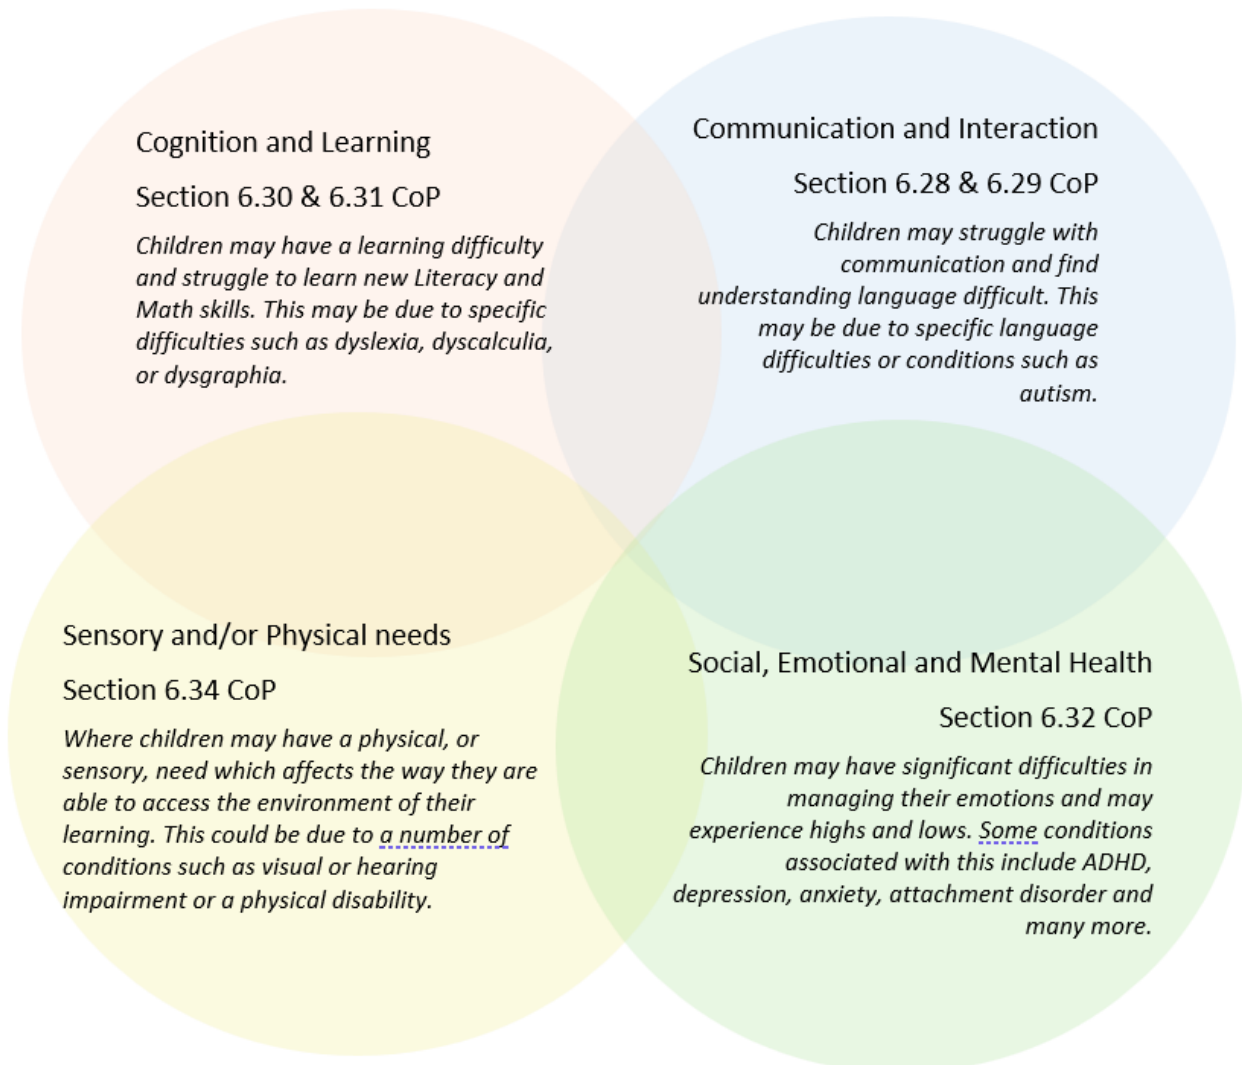 Cognition and Learning
Section 6.30 & 6.31 CoP
Children may have a learning difficulty
and struggle to learn new Literacy and
Math skills. This may be due to specific
difficulties such as dyslexia, dyscalculia,
or dysgraphia.
Communication and Interaction
Section 6.28 & 6.29 CoP
Children may struggle with
communication and find
understanding language difficult. This
may be due to specific language
difficulties or conditions such as
autism.
Sensory and/or Physical needs
Section 6.34 CoP
Where children may have a physical, or
sensory, need which affects the way they are
able to access the environment of their
learning. This could be due to a number of
conditions such as visual or hearing
impairment or a physical disability.
Social, Emotional and Mental Health
Section 6.32 CoP
Children may have significant difficulties in
managing their emotions and may
experience highs and lows. Some conditions
associated with this include ADHD,
depression, anxiety, attachment disorder and
many more.